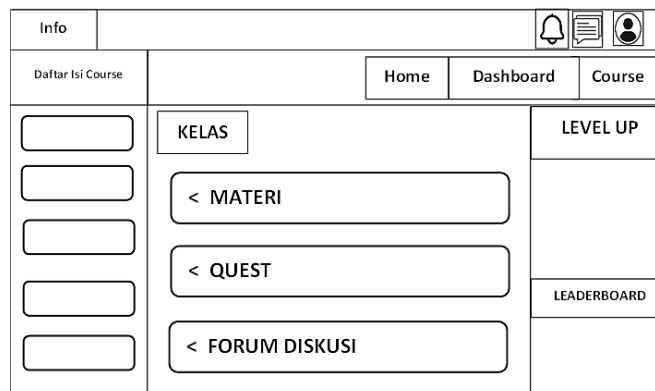 Info
Daftar Isi Course
Home
Dashboard
Course
KELAS
LEVEL UP
< MATERI
< QUEST
LEADERBOARD
< FORUM DISKUSI